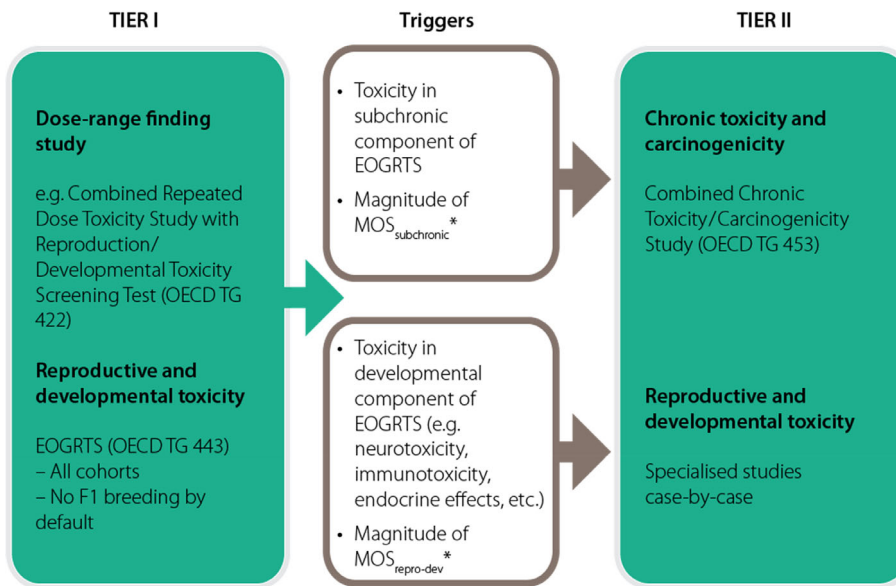 TIER I
Dose-range finding
study
e.g. Combined Repeated
Dose Toxicity Study with
Reproduction/
Developmental Toxicity
Screening Test (OECD TG
422)
Reproductive and
developmental toxicity
EOGRTS (OECD TG 443)
– All cohorts
– No F1 breeding by
default
Triggers
• Toxicity in
subchronic
component of
EOGRTS
• Magnitude of
MOSsubchronic*
• Toxicity in
developmental
component of
EOGRTS (e.g.
neurotoxicity,
immunotoxicity,
endocrine effects, etc.)
• Magnitude of
MOSrepro-dev*
TIER II
Chronic toxicity and
carcinogenicity
Combined Chronic
Toxicity/Carcinogenicity
Study (OECD TG 453)
Reproductive and
developmental toxicity
Specialised studies
case-by-case